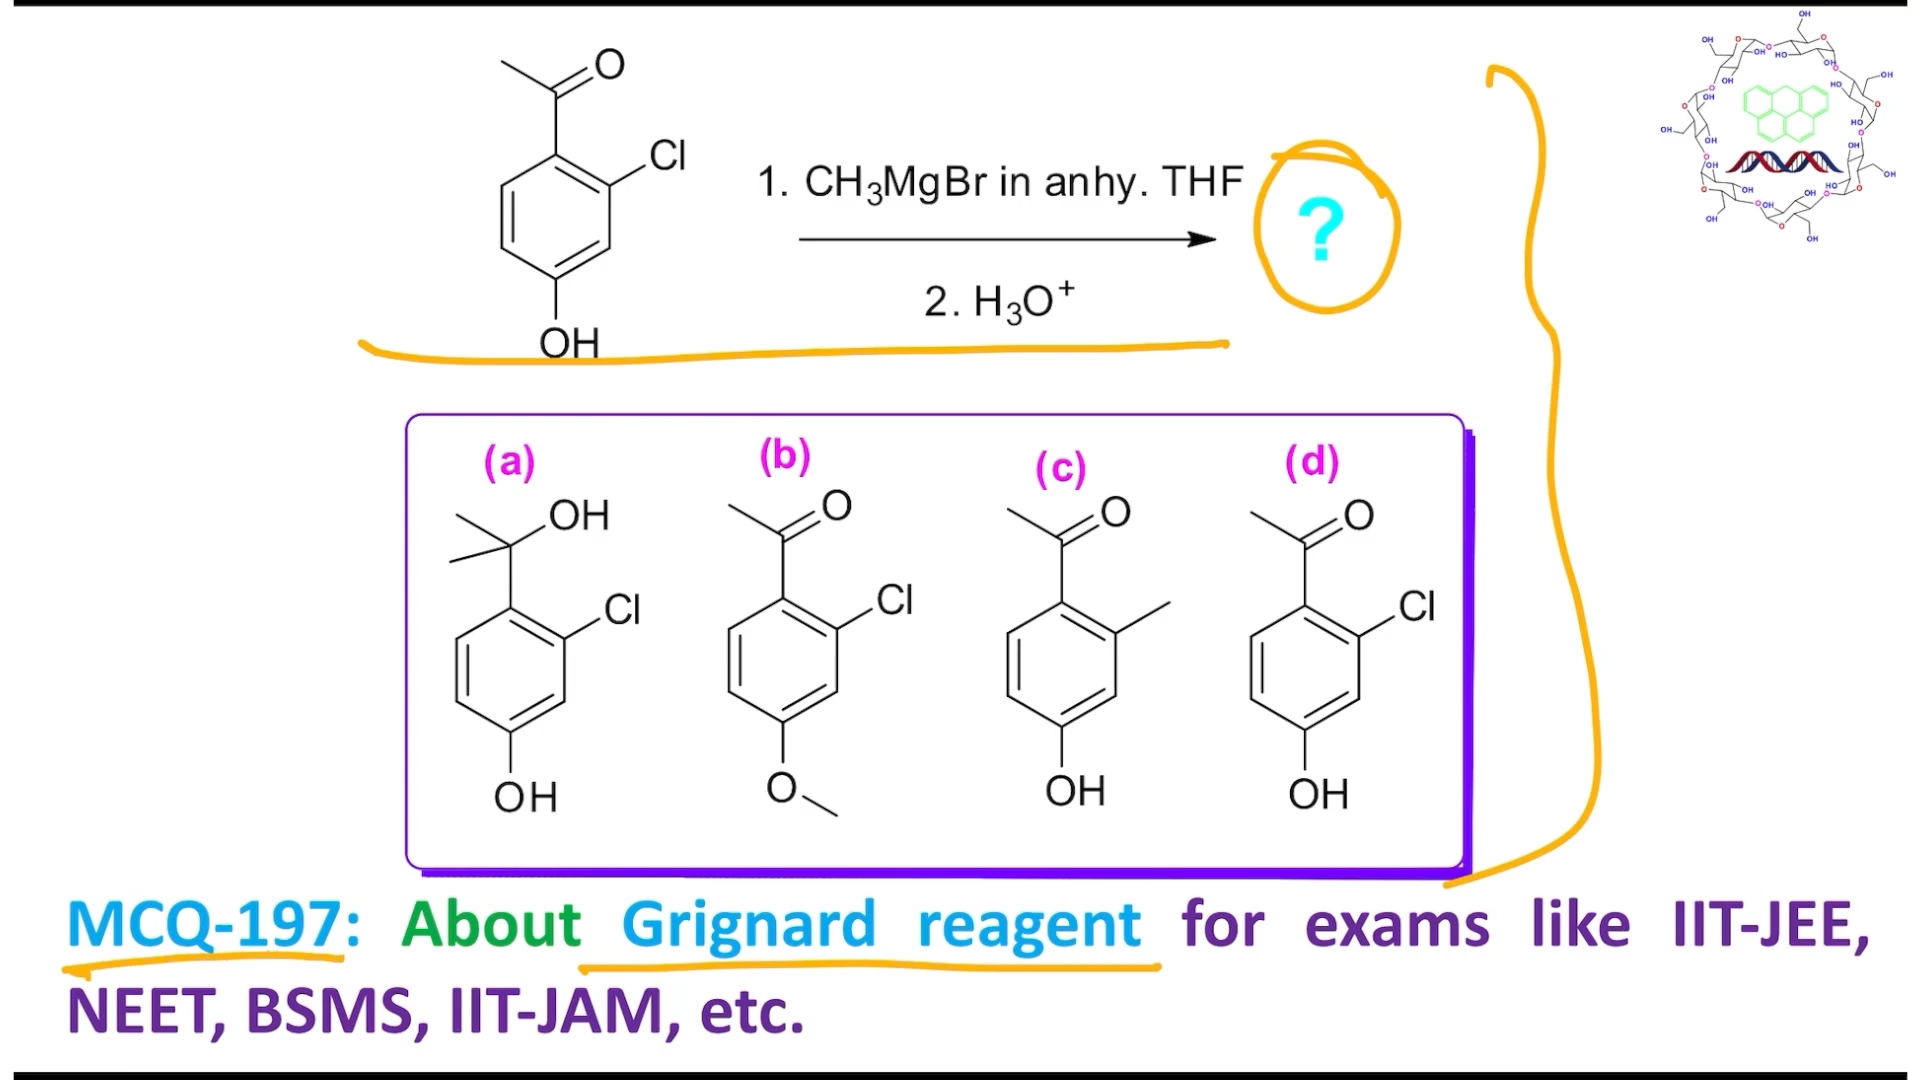 O
Cl
OH
1. CH₃MgBr in anhy. THF
2. H₃O⁺
?
(a)
(b)
(c)
(d)
OH
Cl
OH
O
Cl
O
O
OH
O
Cl
OH
MCQ-197: About Grignard reagent for exams like IIT-JEE,
NEET, BSMS, IIT-JAM, etc.